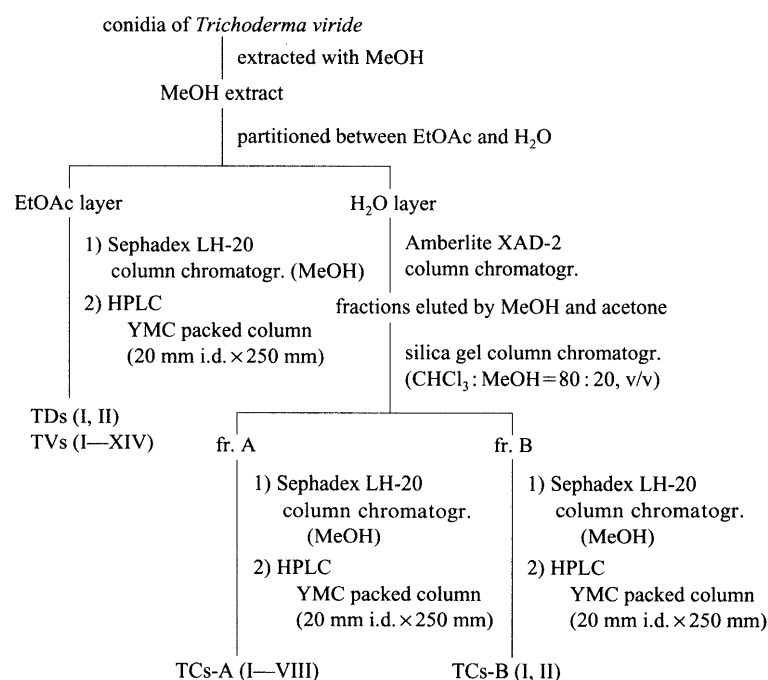 conidia of Trichoderma viride
extracted with MeOH
MeOH extract
partitioned between EtOAc and H₂O
EtOAc layer
H₂O layer
1) Sephadex LH-20
column chromatogr. (MeOH)
2) HPLC
YMC packed column
(20 mm i.d. × 250 mm)
Amberlite XAD-2
column chromatogr.
fractions eluted by MeOH and acetone
silica gel column chromatogr.
(CHCl₃ : MeOH = 80 : 20, v/v)
TDs (I, II)
TVs (I—XIV)
fr. A
fr. B
1) Sephadex LH-20
column chromatogr.
(MeOH)
2) HPLC
YMC packed column
(20 mm i.d. × 250 mm)
1) Sephadex LH-20
column chromatogr.
(MeOH)
2) HPLC
YMC packed column
(20 mm i.d. × 250 mm)
TCs-A (I—VIII)
TCs-B (I, II)